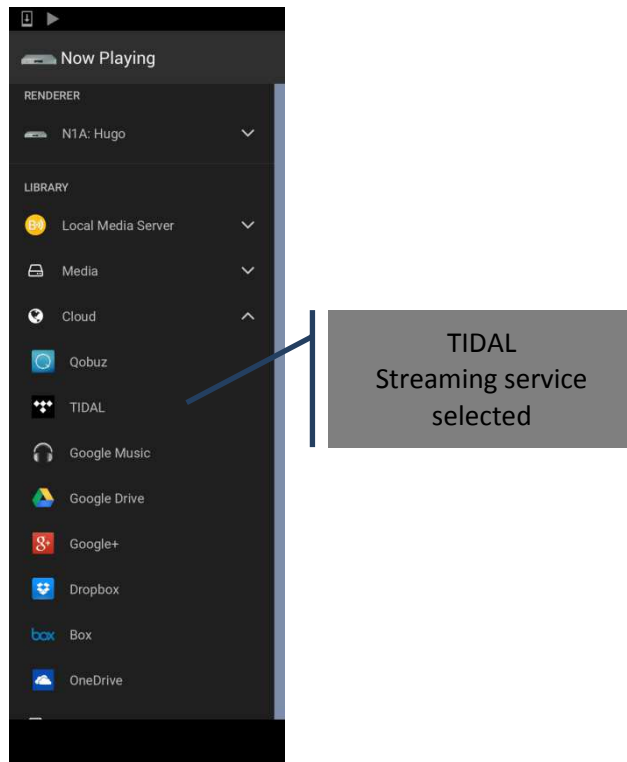 Now Playing
RENDERER
N1A: Hugo
LIBRARY
Local Media Server
Media
Cloud
Qobuz
TIDAL
Google Music
Google Drive
8+ Google+
Dropbox
box Box
OneDrive
TIDAL
Streaming service
selected